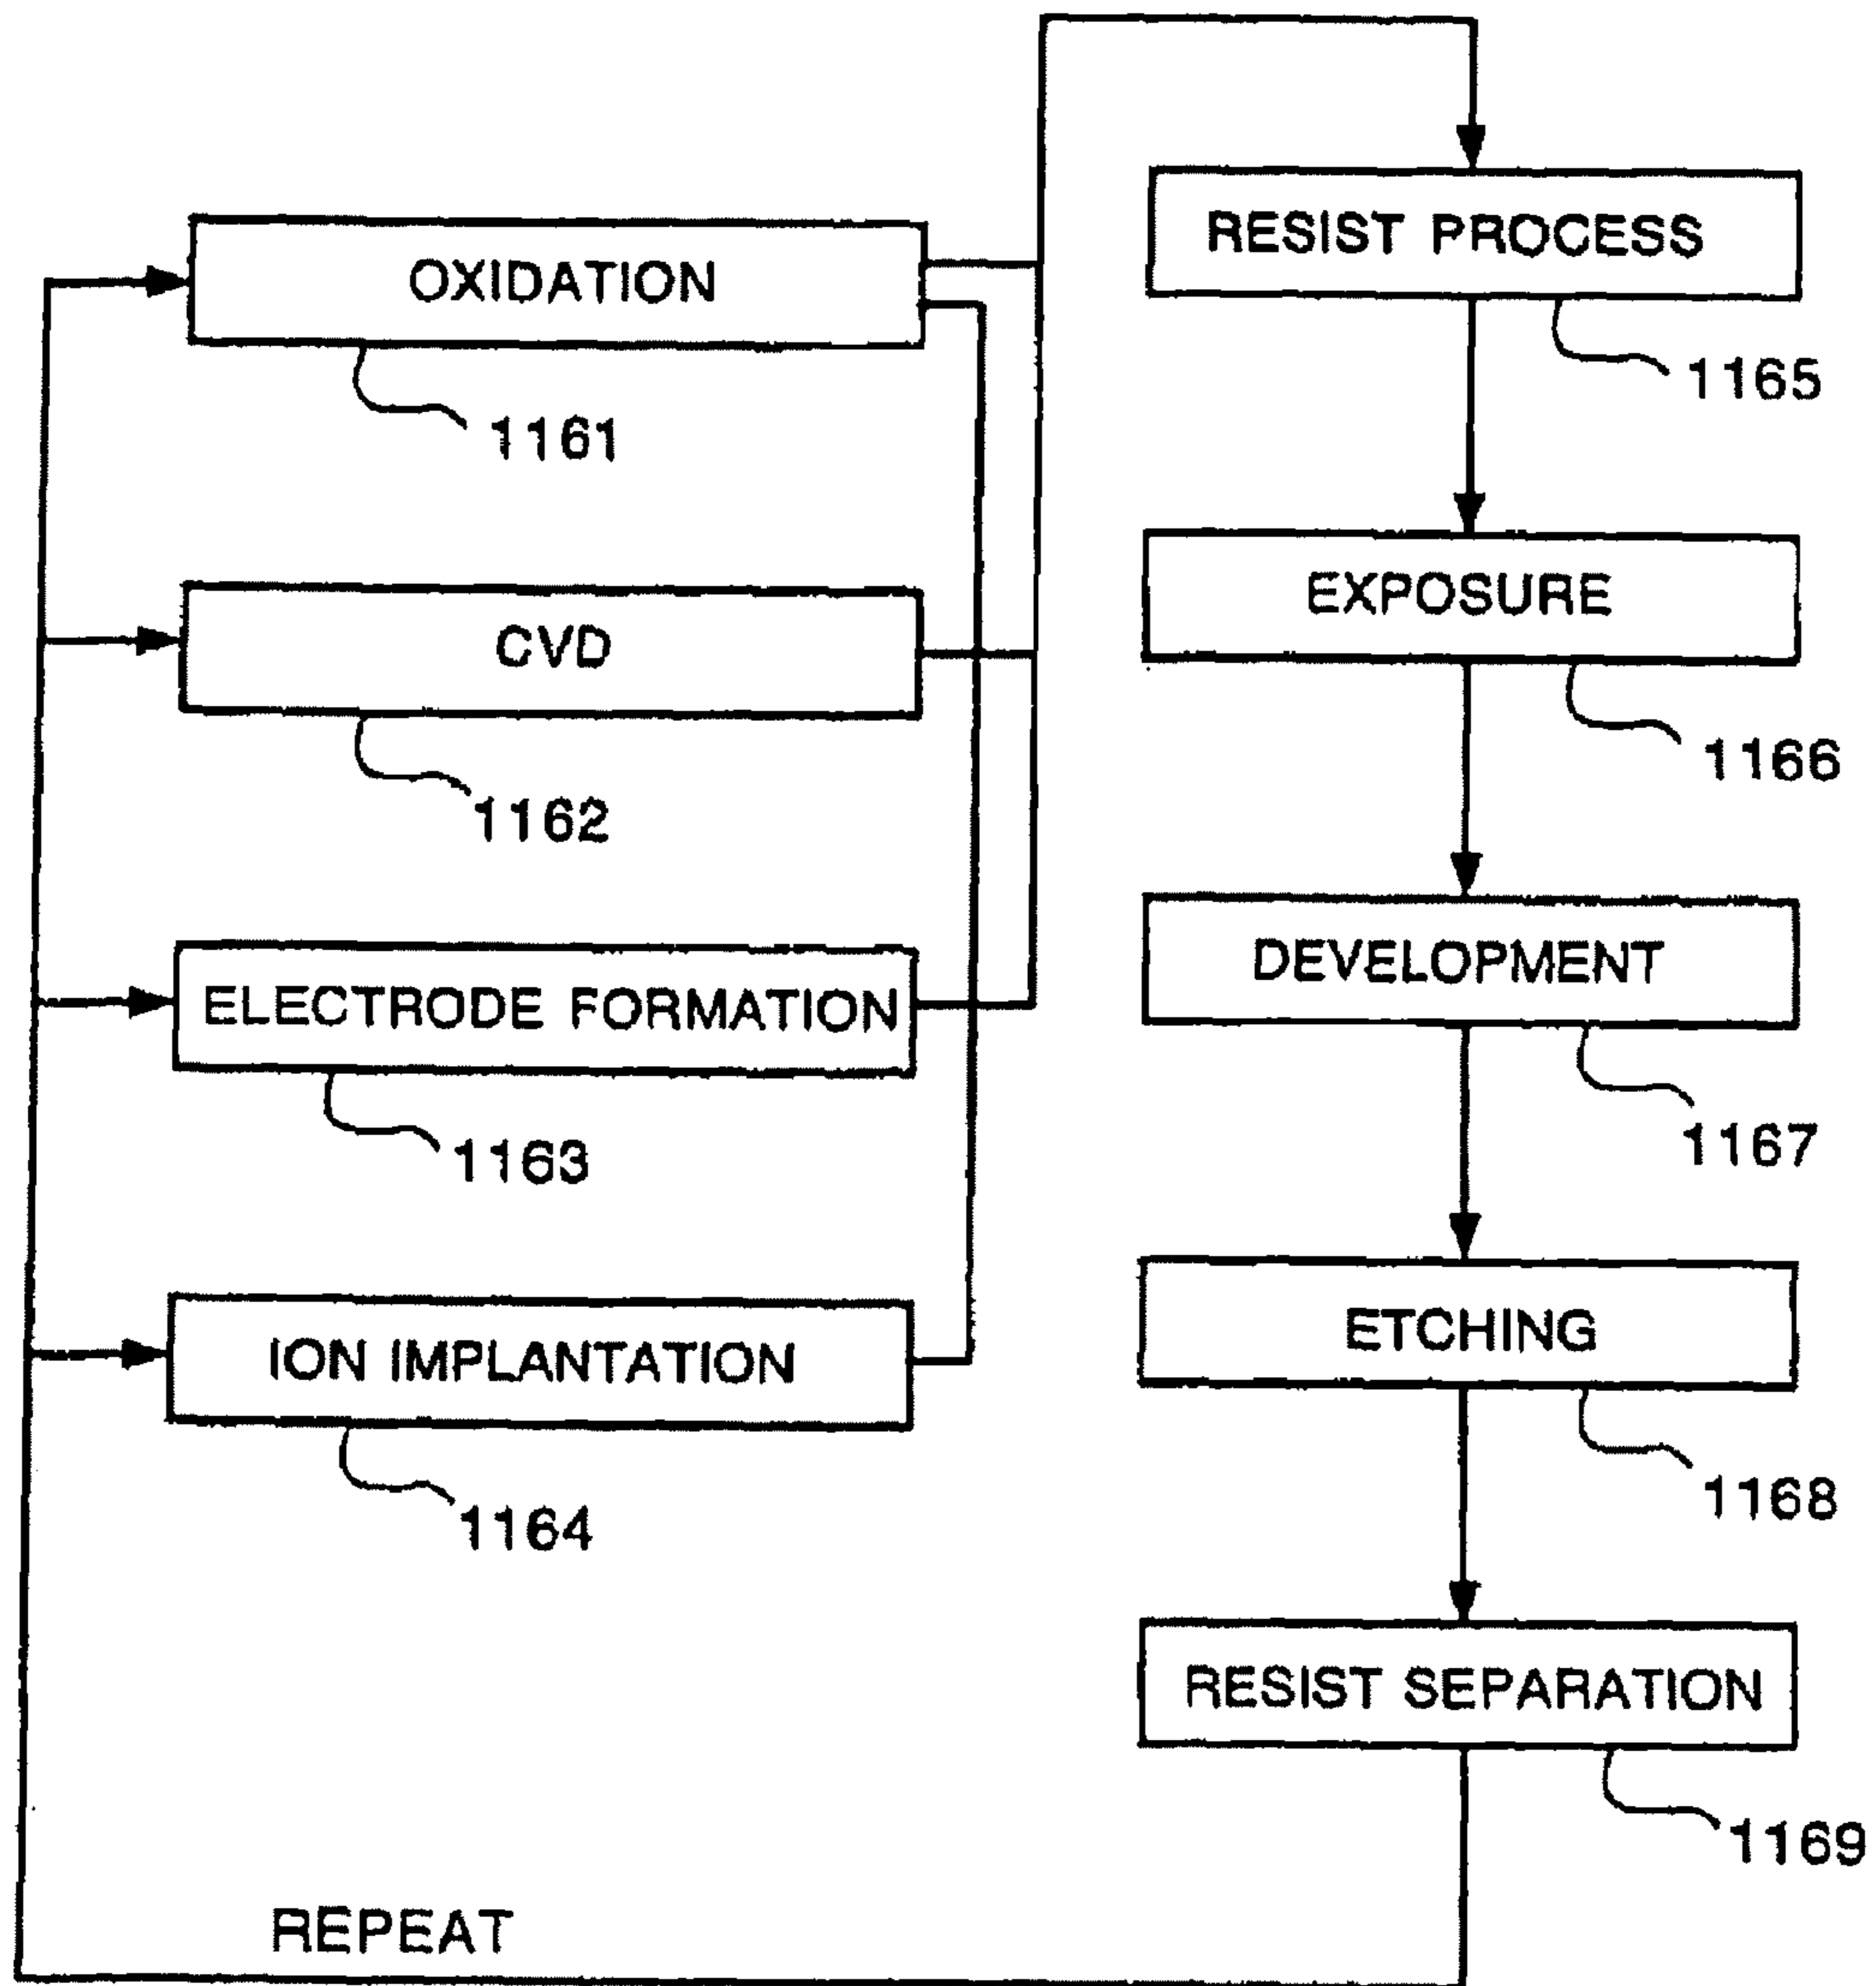 OXIDATION
1161
CVD
1162
ELECTRODE FORMATION
1163
ION IMPLANTATION
1164
RESIST PROCESS
1165
EXPOSURE
1166
DEVELOPMENT
1167
ETCHING
1168
RESIST SEPARATION
1169
REPEAT